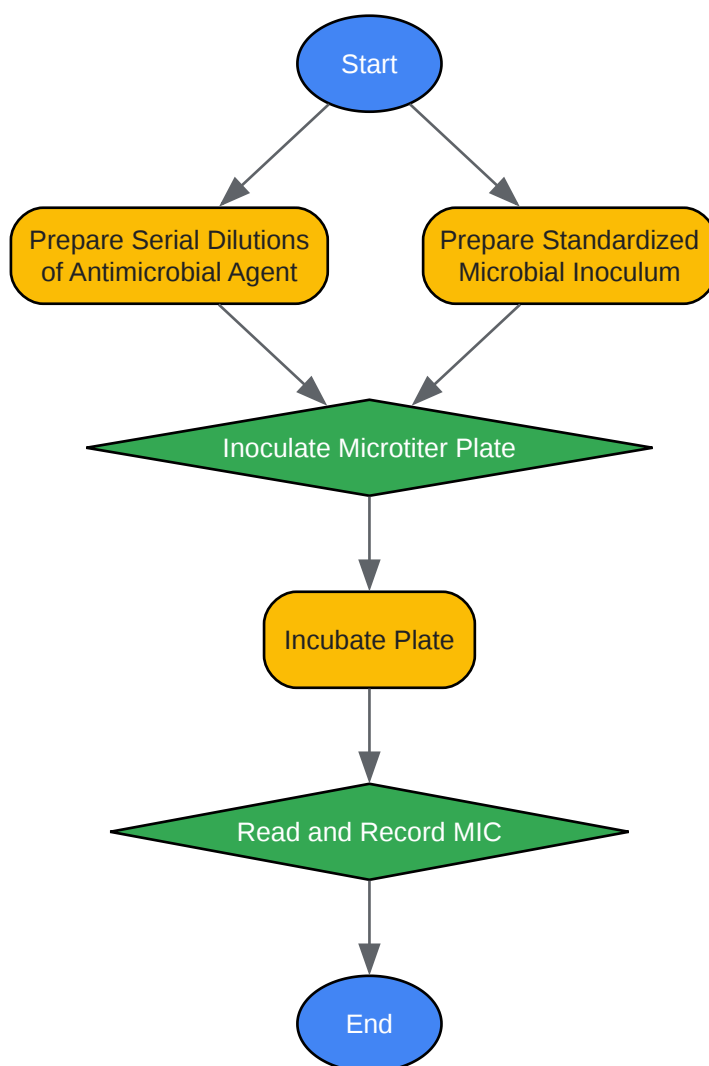 Start
Prepare Serial Dilutions
of Antimicrobial Agent
Prepare Standardized
Microbial Inoculum
Inoculate Microtiter Plate
Incubate Plate
Read and Record MIC
End